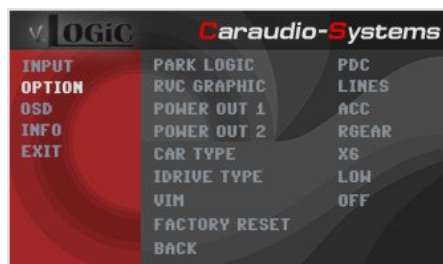 v.LOGiC Caraudio-Systems
INPUT PARK LOGIC PDC
OPTION RVC GRAPHIC LINES
OSD POWER OUT 1 ACC
INFO POWER OUT 2 RGEAR
EXIT CAR TYPE X6
IDRIVE TYPE LOW
VIM OFF
FACTORY RESET
BACK